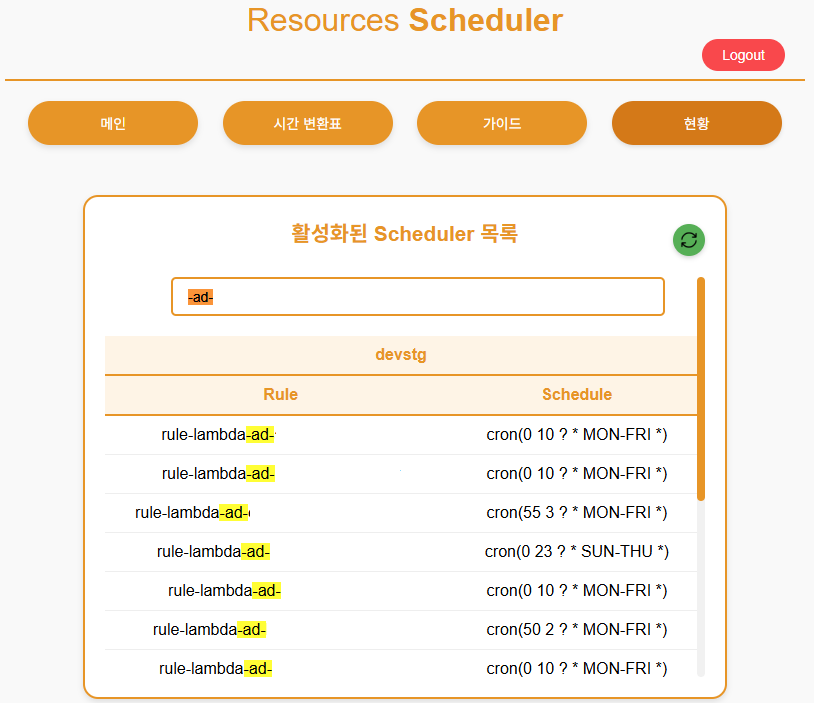 Resources Scheduler
Logout
메인 시간 변환표 가이드 현황
활성화된 Scheduler 목록
-ad-
devstg
Rule Schedule
rule-lambda-ad- cron(0 10 ? * MON-FRI *)
rule-lambda-ad- cron(0 10 ? * MON-FRI *)
rule-lambda-ad- cron(55 3 ? * MON-FRI *)
rule-lambda-ad- cron(0 23 ? * SUN-THU *)
rule-lambda-ad- cron(0 10 ? * MON-FRI *)
rule-lambda-ad- cron(50 2 ? * MON-FRI *)
rule-lambda-ad- cron(0 10 ? * MON-FRI *)